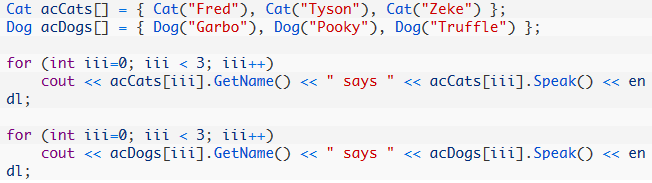 Cat acCats[] = { Cat("Fred"), Cat("Tyson"), Cat("Zeke") };
Dog acDogs[] = { Dog("Garbo"), Dog("Pooky"), Dog("Truffle") };
for (int iii=0; iii < 3; iii++)
cout << acCats[iii].GetName() << " says " << acCats[iii].Speak() << en
dl;
for (int iii=0; iii < 3; iii++)
cout << acDogs[iii].GetName() << " says " << acDogs[iii].Speak() << en
dl;